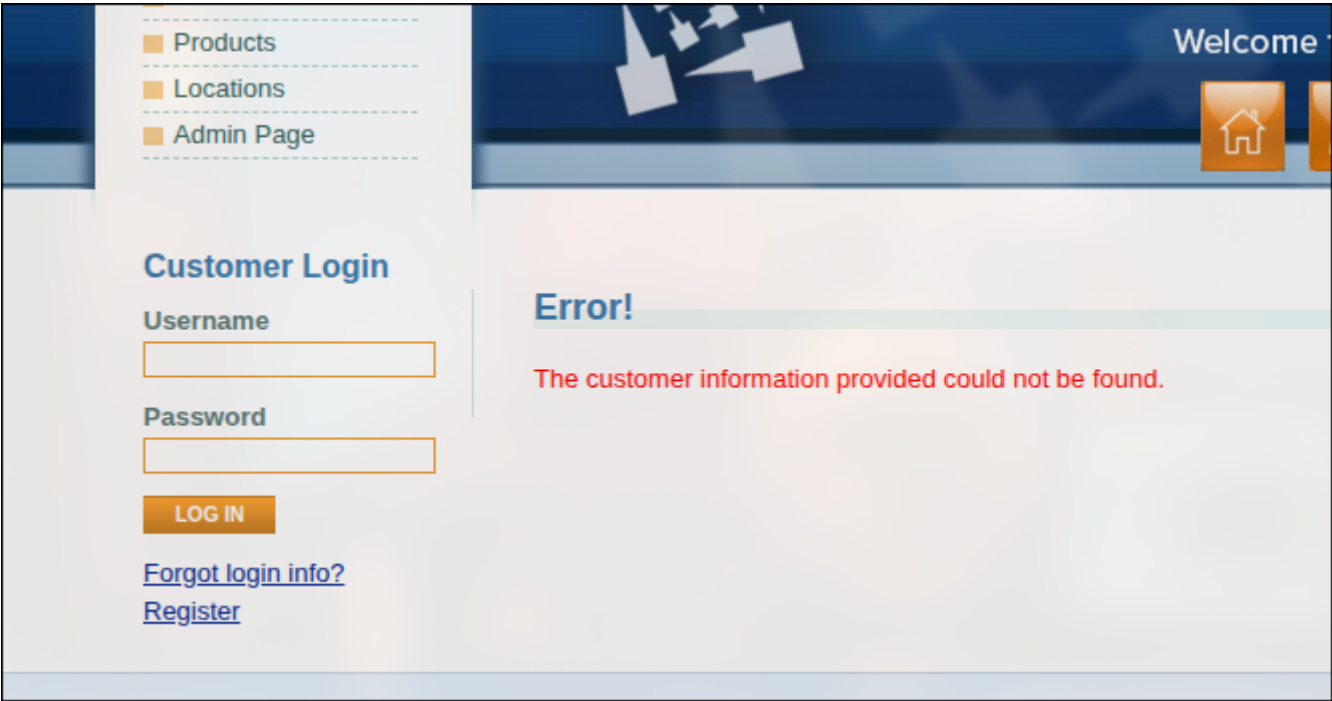 Products
Locations
Admin Page
Welcome
Customer Login
Username
Password
LOG IN
Forgot login info?
Register
Error!
The customer information provided could not be found.